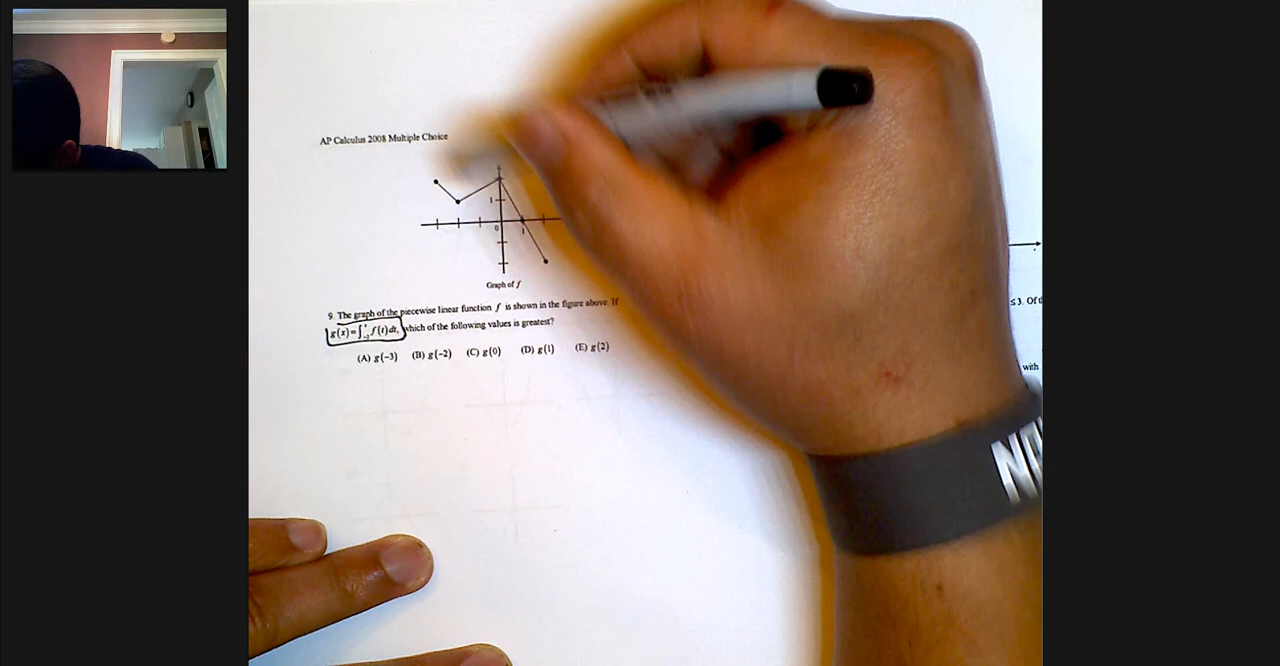 AP Calculus 2008 Multiple Choice
1
0
1
Graph of f
9. The graph of the piecewise linear function f is shown in the figure above. If
g(x)=∫₋₂ˣ f(t)dt, which of the following values is greatest?
(A) g(−3) (B) g(−2) (C) g(0) (D) g(1) (E) g(2)
≤3. Of
with